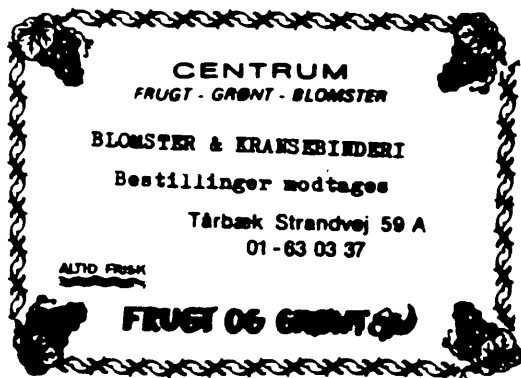 CENTRUM
FRUGT - GRØNT - BLOMSTER
BLOMSTER & KRANSEBINDERI
Bestillinger modtages
Tårbæk Strandvej 59 A
01 - 63 03 37
ALTID FRISK
FRUGT OG GRØNT